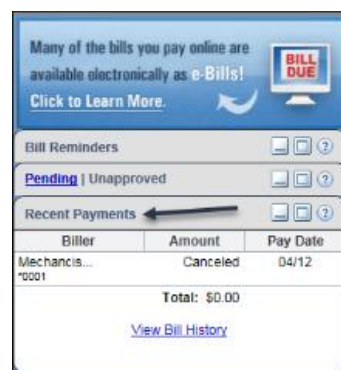 Many of the bills you pay online are
available electronically as e-Bills!
Click to Learn More.
BILL
DUE
Bill Reminders
Pending | Unapproved
Recent Payments
Biller Amount Pay Date
Mechancis... Canceled 04/12
*0001
Total: $0.00
View Bill History